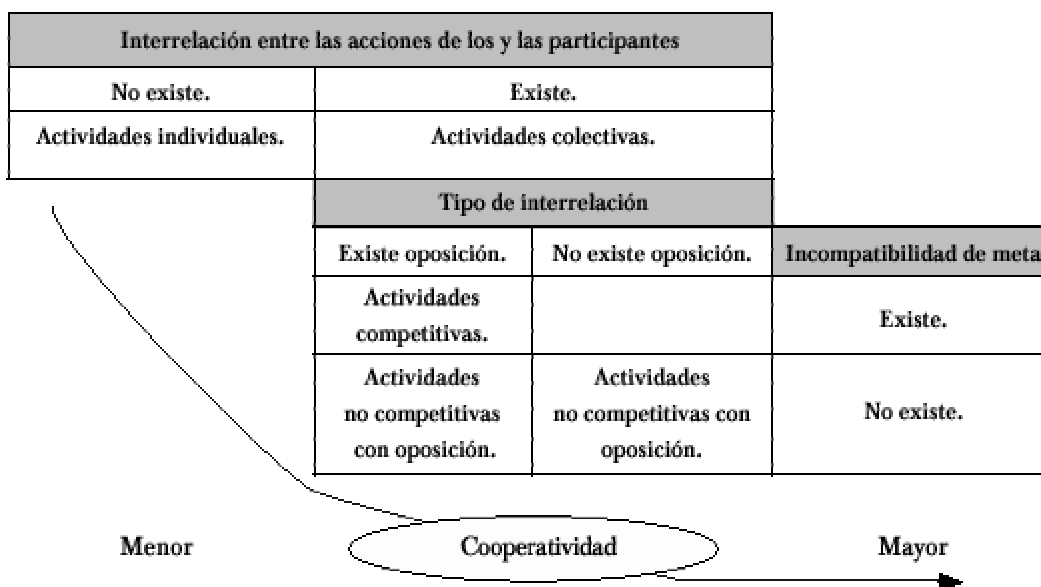 Interrelación entre las acciones de los y las participantes
No existe.
Existe.
Actividades individuales.
Actividades colectivas.
Tipo de interrelación
Existe oposición.
No existe oposición.
Incompatibilidad de meta
Actividades
competitivas.
Existe.
Actividades
no competitivas
con oposición.
Actividades
no competitivas con
oposición.
No existe.
Menor
Cooperatividad
Mayor